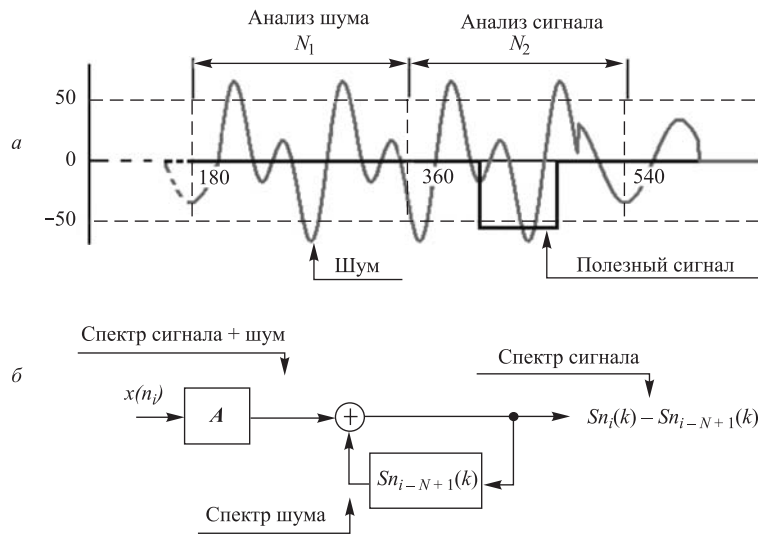 Анализ шума
N₁
Анализ сигнала
N₂
а
50
0
−50
180
360
540
Шум
Полезный сигнал
Спектр сигнала + шум
Спектр сигнала
б
x(nᵢ)
A
+
Snᵢ(k) – Snᵢ₋N₊₁(k)
Snᵢ₋N₊₁(k)
Спектр шума